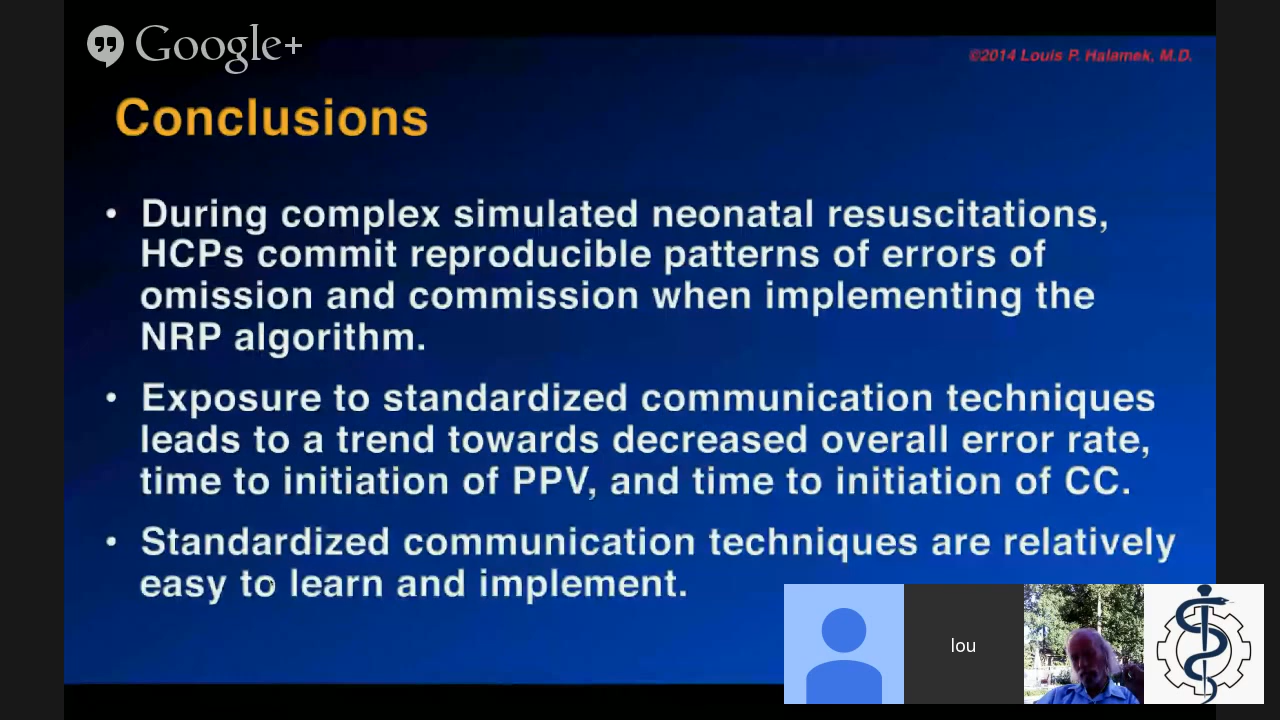 Google+
©2014 Louis P. Halamek, M.D.
Conclusions
• During complex simulated neonatal resuscitations,
HCPs commit reproducible patterns of errors of
omission and commission when implementing the
NRP algorithm.
• Exposure to standardized communication techniques
leads to a trend towards decreased overall error rate,
time to initiation of PPV, and time to initiation of CC.
• Standardized communication techniques are relatively
easy to learn and implement.
lou